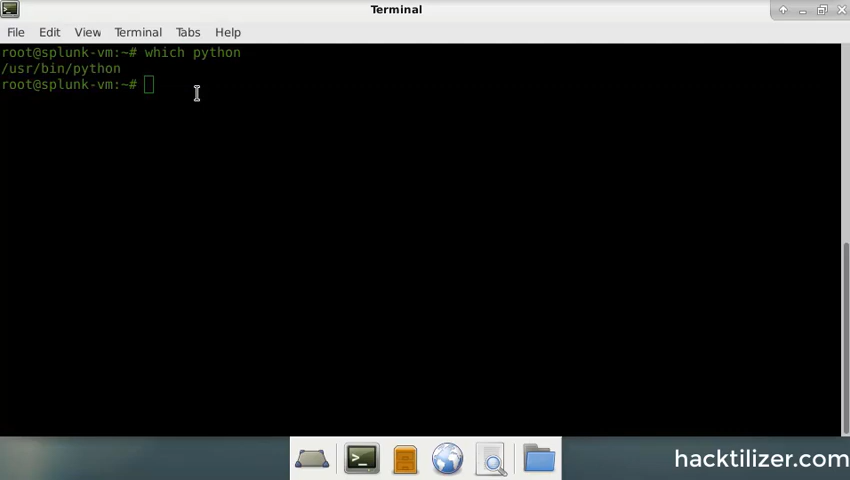 Terminal
File Edit View Terminal Tabs Help
root@splunk-vm:~# which python
/usr/bin/python
root@splunk-vm:~#
>_
hacktilizer.com